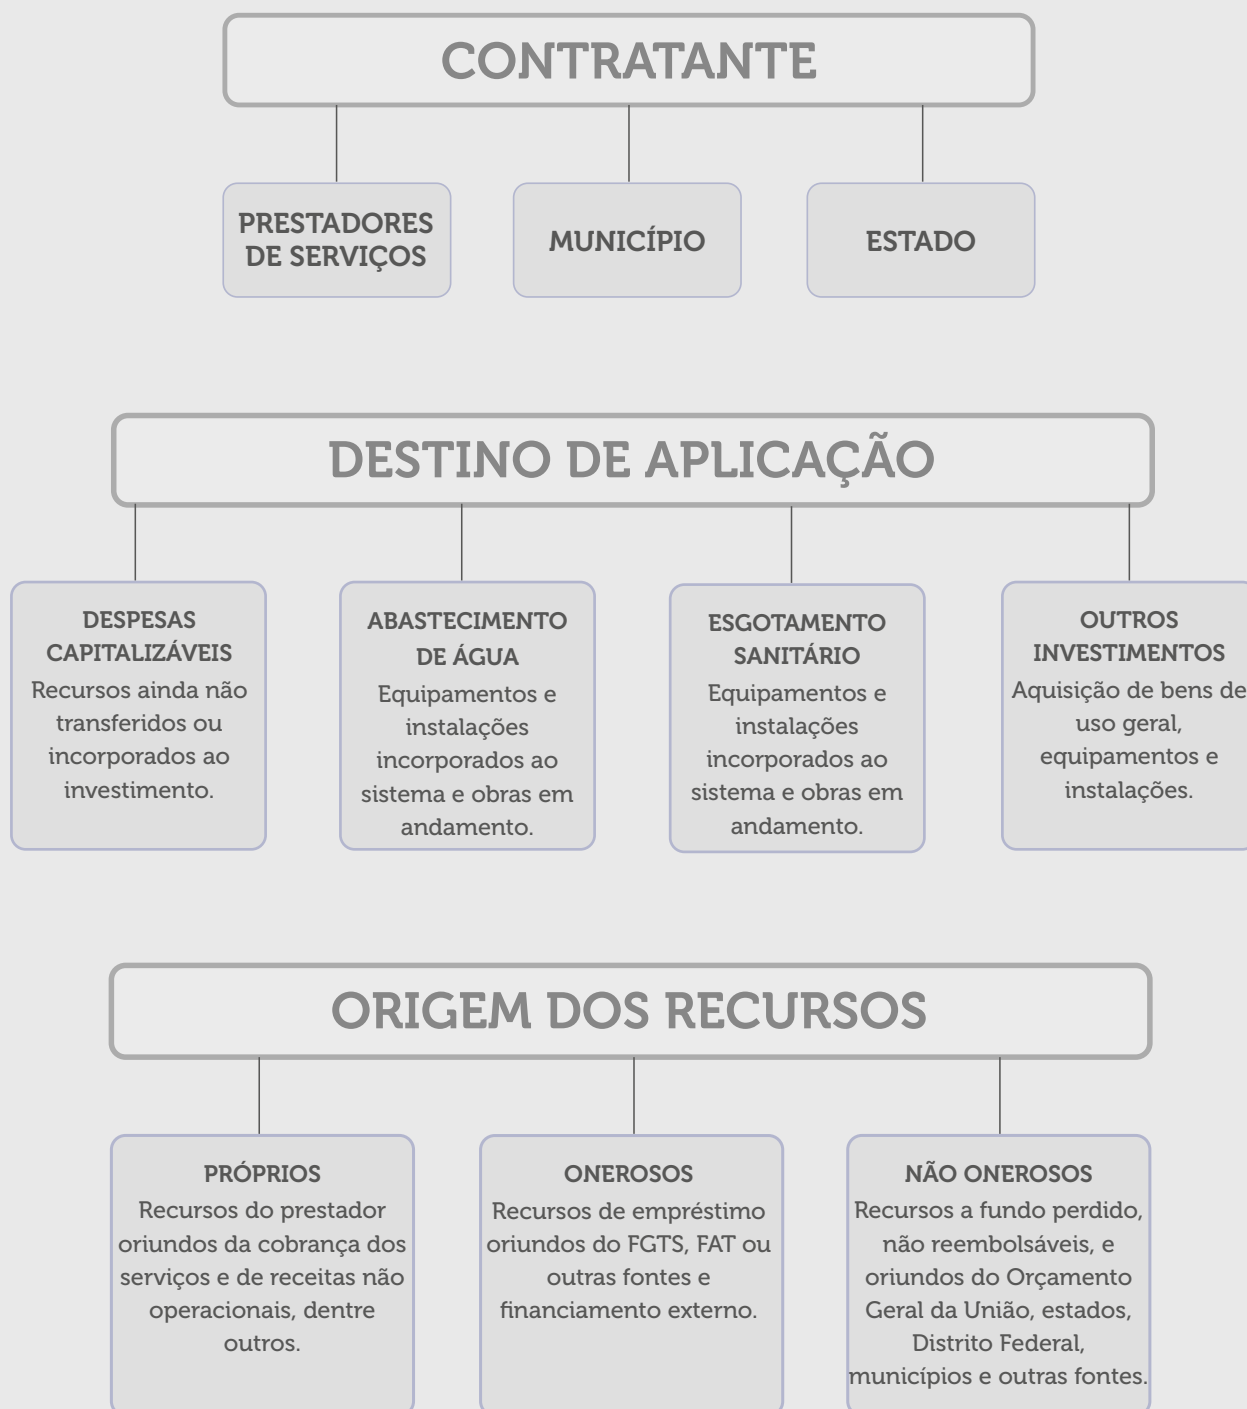 CONTRATANTE
PRESTADORES
DE SERVIÇOS
MUNICÍPIO
ESTADO
DESTINO DE APLICAÇÃO
DESPESAS
CAPITALIZÁVEIS
Recursos ainda não
transferidos ou
incorporados ao
investimento.
ABASTECIMENTO
DE ÁGUA
Equipamentos e
instalações
incorporados ao
sistema e obras em
andamento.
ESGOTAMENTO
SANITÁRIO
Equipamentos e
instalações
incorporados ao
sistema e obras em
andamento.
OUTROS
INVESTIMENTOS
Aquisição de bens de
uso geral,
equipamentos e
instalações.
ORIGEM DOS RECURSOS
PRÓPRIOS
Recursos do prestador
oriundos da cobrança dos
serviços e de receitas não
operacionais, dentre
outros.
ONEROSOS
Recursos de empréstimo
oriundos do FGTS, FAT ou
outras fontes e
financiamento externo.
NÃO ONEROSOS
Recursos a fundo perdido,
não reembolsáveis, e
oriundos do Orçamento
Geral da União, estados,
Distrito Federal,
municípios e outras fontes.